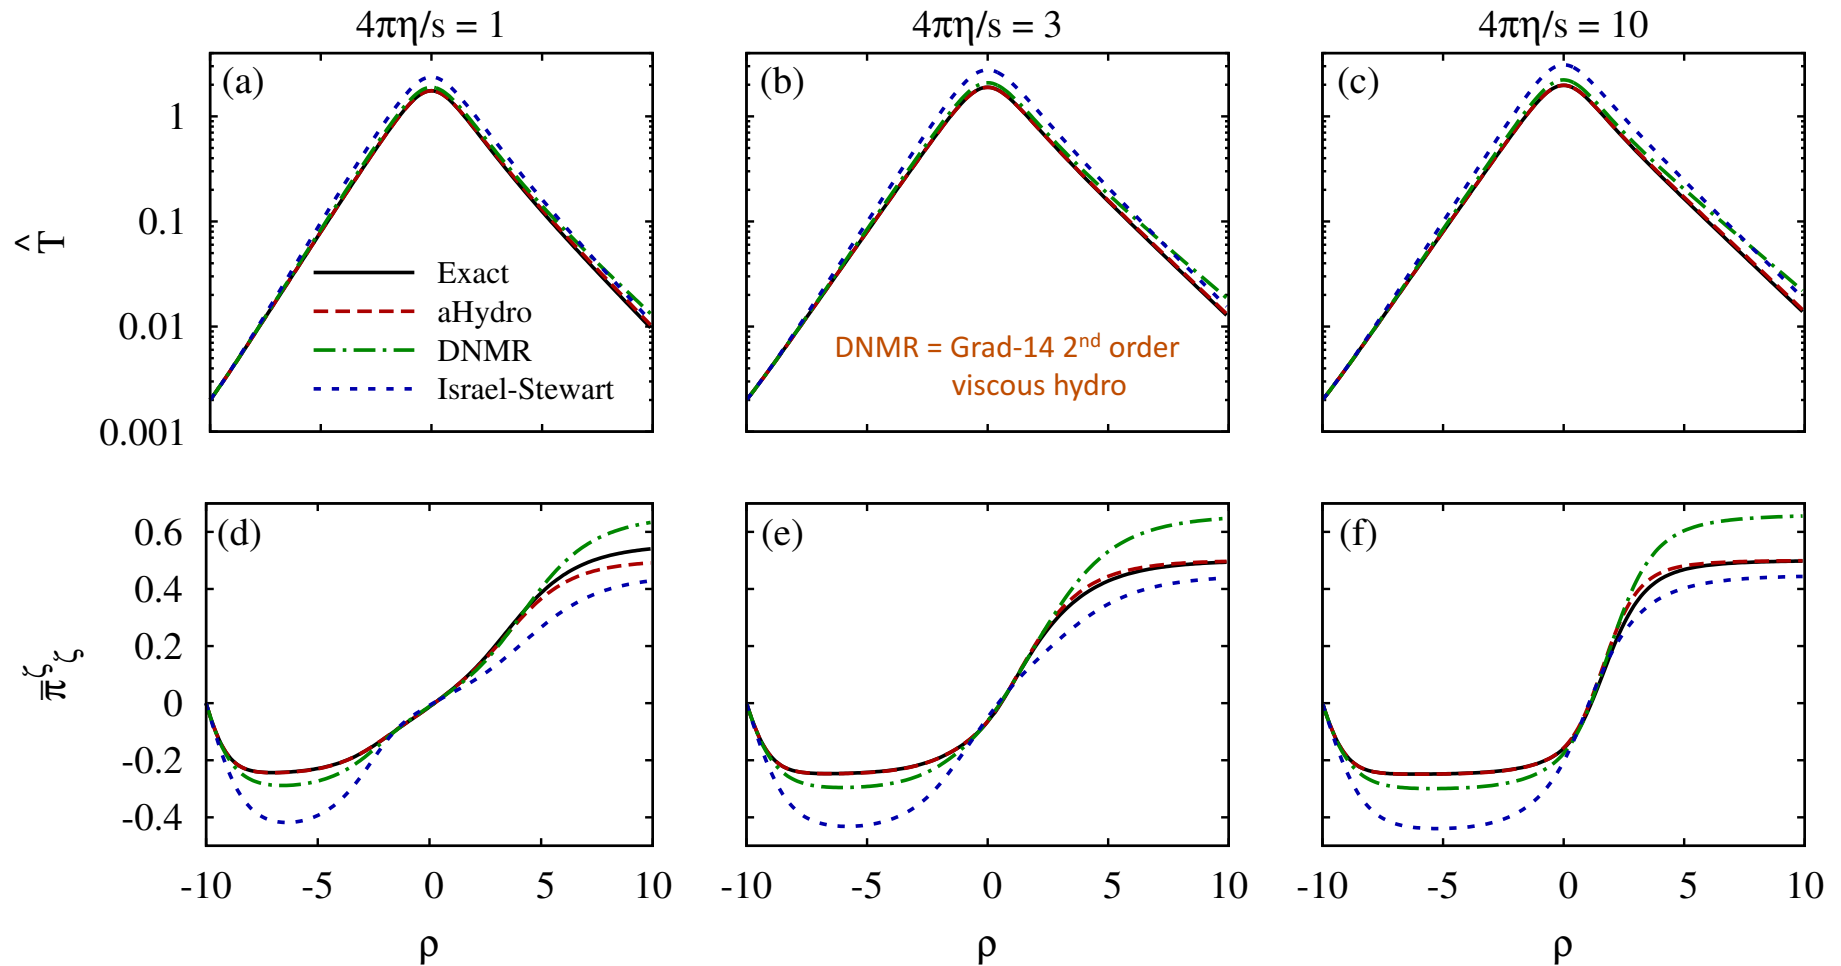 4πη/s = 1
4πη/s = 3
4πη/s = 10
(a)
(b)
(c)
1
0.1
0.01
0.001
T̂
Exact
aHydro
DNMR
Israel-Stewart
DNMR = Grad-14 2ⁿᵈ order
viscous hydro
(d)
(e)
(f)
0.6
0.4
0.2
0
-0.2
-0.4
π̄^ζ_ζ
-10 -5 0 5 10
-10 -5 0 5 10
-10 -5 0 5 10
ρ
ρ
ρ